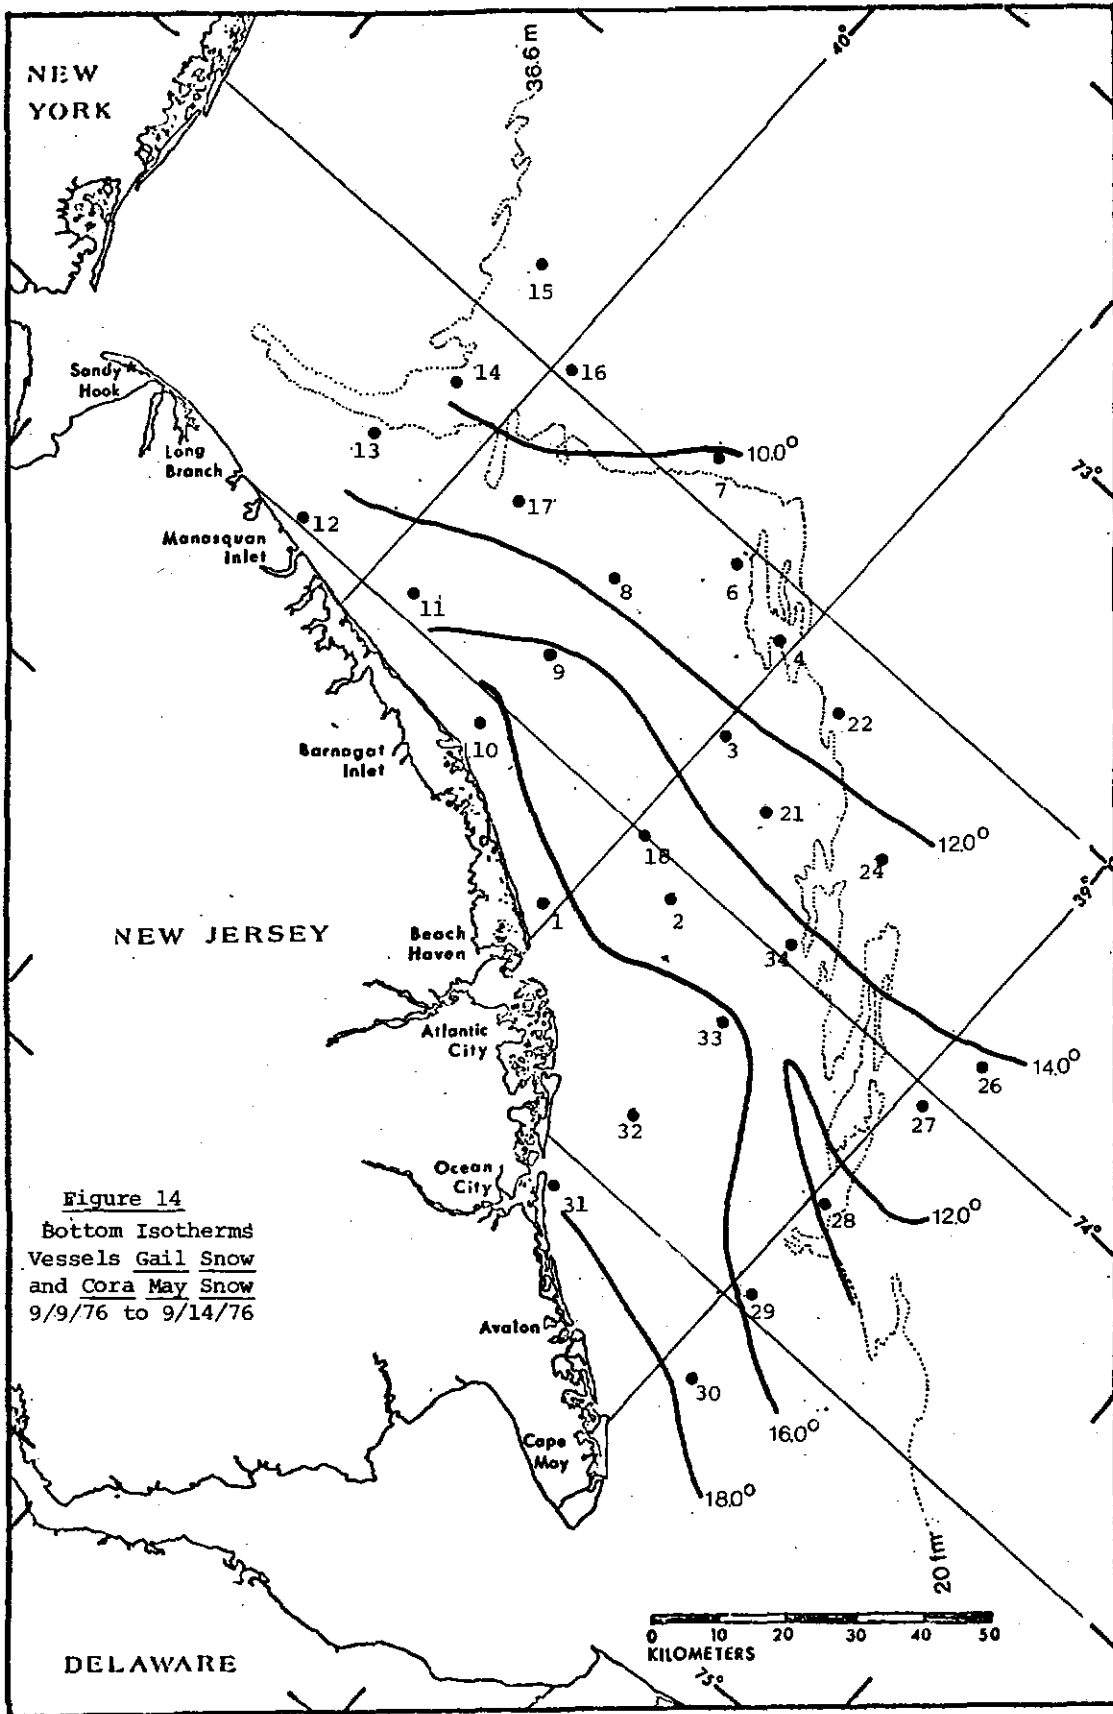 NEW
YORK
36.6 m
40°
15
Sandy
Hook
14
16
13
Long
Branch
10.0°
7
73°
17
12
Manasquan
Inlet
8
6
11
4
9
22
10
3
Barnagat
Inlet
21
12.0°
18
24
39°
NEW JERSEY
Beach
Haven
1
2
34
Atlantic
City
33
14.0°
26
27
32
Ocean
City
31
28
12.0°
74°
Figure 14
Bottom Isotherms
Vessels Gail Snow
and Cora May Snow
9/9/76 to 9/14/76
29
Avalon
30
16.0°
Cape
May
18.0°
20 fm
0 10 20 30 40 50
KILOMETERS
DELAWARE
75°